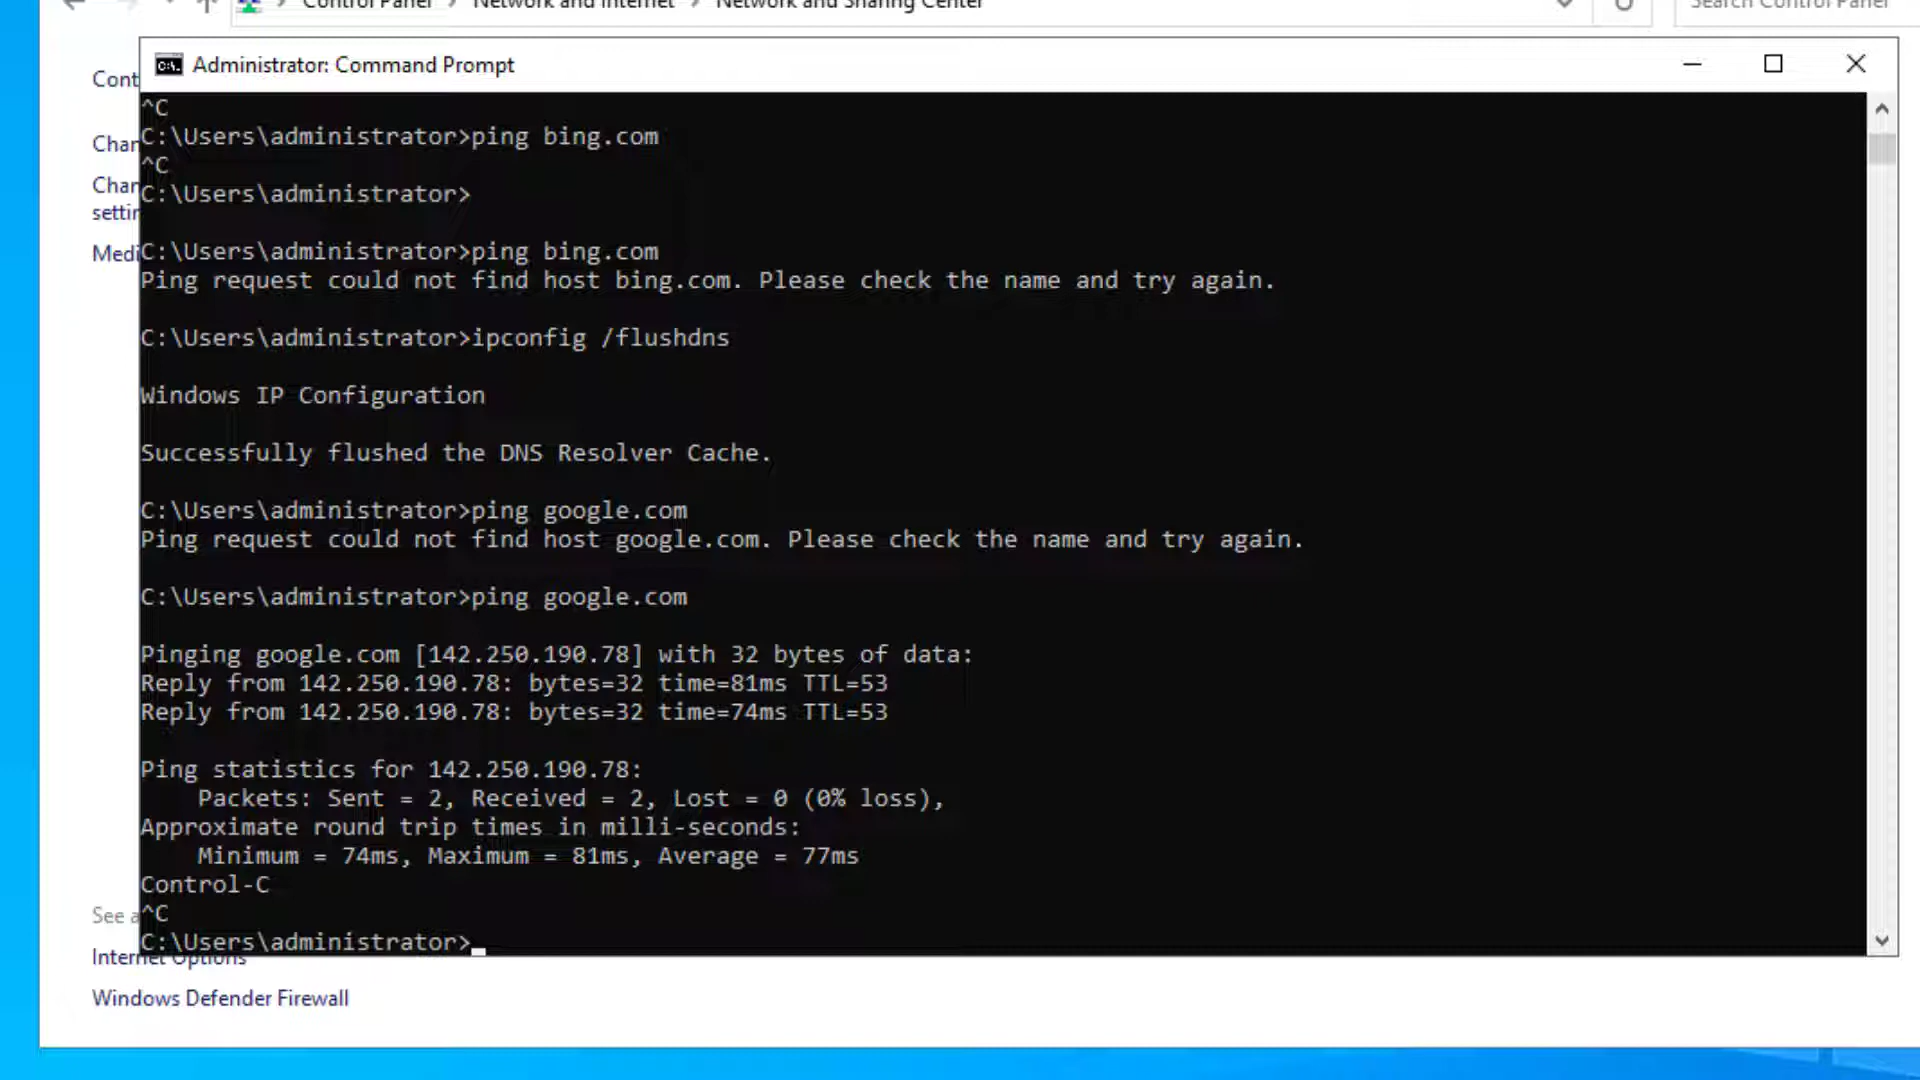 Control Panel > Network and Internet > Network and Sharing Center
Search Control Panel
Administrator: Command Prompt
Cont
Chan
Chan
settin
Medi
^C
C:\Users\administrator>ping bing.com
^C
C:\Users\administrator>
C:\Users\administrator>ping bing.com
Ping request could not find host bing.com. Please check the name and try again.
C:\Users\administrator>ipconfig /flushdns
Windows IP Configuration
Successfully flushed the DNS Resolver Cache.
C:\Users\administrator>ping google.com
Ping request could not find host google.com. Please check the name and try again.
C:\Users\administrator>ping google.com
Pinging google.com [142.250.190.78] with 32 bytes of data:
Reply from 142.250.190.78: bytes=32 time=81ms TTL=53
Reply from 142.250.190.78: bytes=32 time=74ms TTL=53
Ping statistics for 142.250.190.78:
Packets: Sent = 2, Received = 2, Lost = 0 (0% loss),
Approximate round trip times in milli-seconds:
Minimum = 74ms, Maximum = 81ms, Average = 77ms
Control-C
^C
C:\Users\administrator>
See a
Internet Options
Windows Defender Firewall